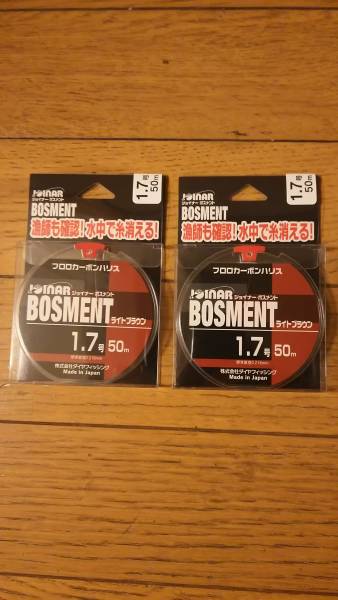 JOINAR
ジョイナー ボスメント
BOSMENT
漁師も確認!水中で糸消える!
1.7号
50m
フロロカーボンハリス
JOINAR ジョイナー ボスメント
BOSMENT
ライトブラウン
1.7号 50m
株式会社ダイヤフィッシング
Made in Japan
JOINAR
ジョイナー ボスメント
BOSMENT
漁師も確認!水中で糸消える!
1.7号
50m
フロロカーボンハリス
JOINAR ジョイナー ボスメント
BOSMENT
ライトブラウン
1.7号 50m
株式会社ダイヤフィッシング
Made in Japan